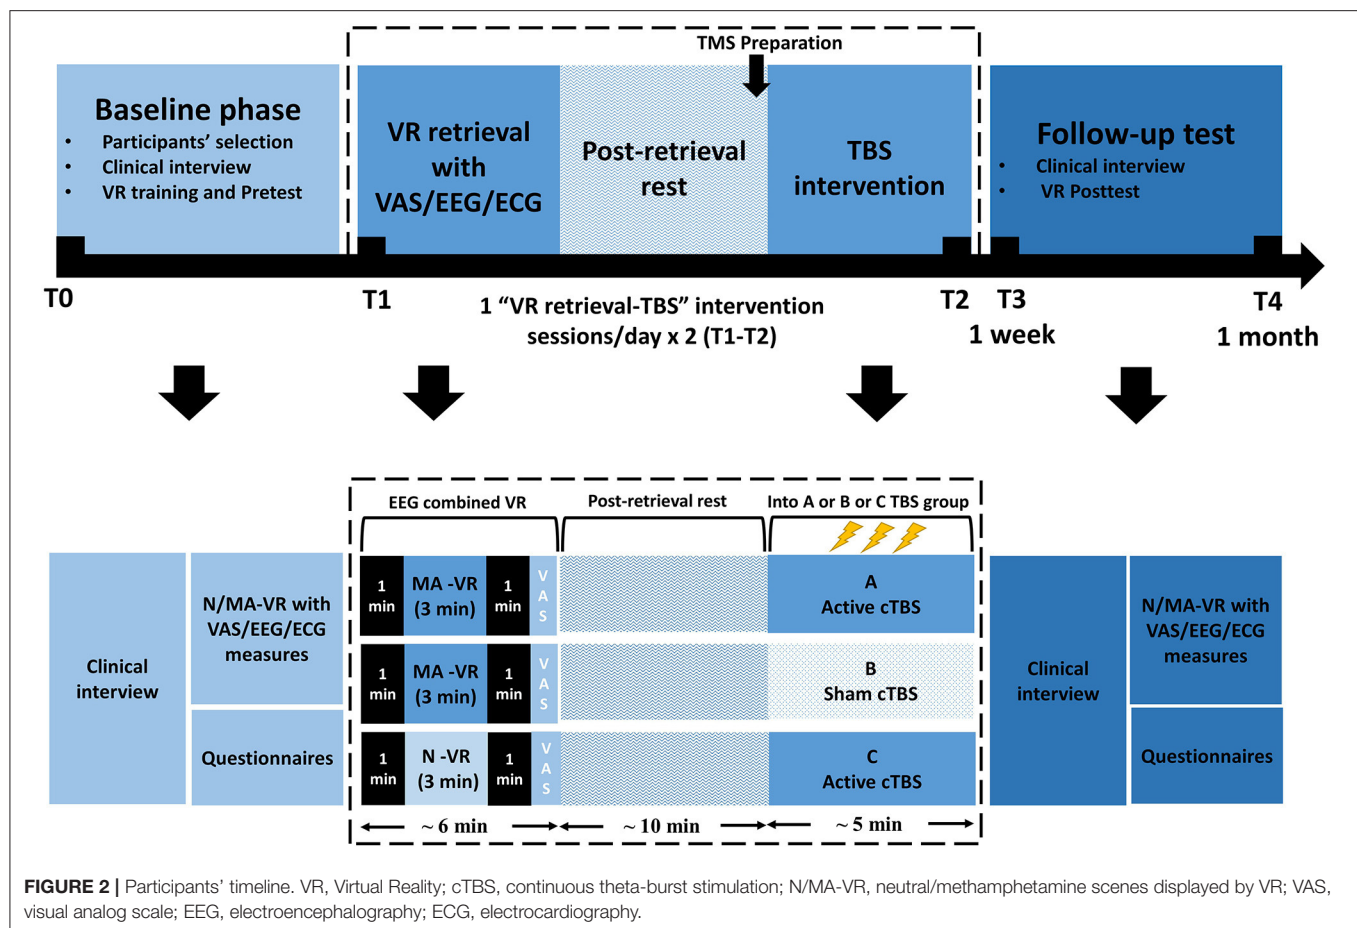 TMS Preparation
Baseline phase
• Participants' selection
• Clinical interview
• VR training and Pretest
VR retrieval
with
VAS/EEG/ECG
Post-retrieval
rest
TBS
intervention
Follow-up test
• Clinical interview
• VR Posttest
T0
T1
1 “VR retrieval-TBS” intervention
sessions/day x 2 (T1-T2)
T2
T3
1 week
T4
1 month
EEG combined VR
Post-retrieval rest
Into A or B or C TBS group
Clinical
interview
N/MA-VR with
VAS/EEG/ECG
measures
Questionnaires
1
min
MA -VR
(3 min)
1
min
V
A
S
A
Active cTBS
1
min
MA -VR
(3 min)
1
min
V
A
S
B
Sham cTBS
1
min
N -VR
(3 min)
1
min
V
A
S
C
Active cTBS
~ 6 min
~ 10 min
~ 5 min
Clinical
interview
N/MA-VR with
VAS/EEG/ECG
measures
Questionnaires
FIGURE 2 | Participants' timeline. VR, Virtual Reality; cTBS, continuous theta-burst stimulation; N/MA-VR, neutral/methamphetamine scenes displayed by VR; VAS,
visual analog scale; EEG, electroencephalography; ECG, electrocardiography.